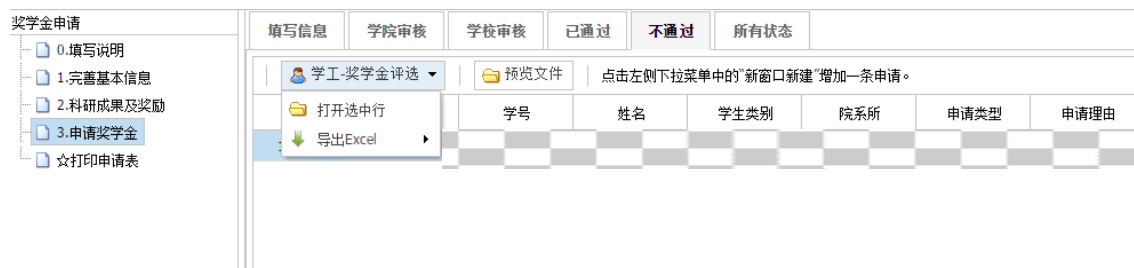 奖学金申请
0.填写说明
1.完善基本信息
2.科研成果及奖励
3.申请奖学金
☆打印申请表
填写信息 学院审核 学校审核 已通过 不通过 所有状态
学工-奖学金评选 预览文件 点击左侧下拉菜单中的"新窗口新建"增加一条申请。
打开选中行
导出Excel
学号 姓名 学生类别 院系所 申请类型 申请理由